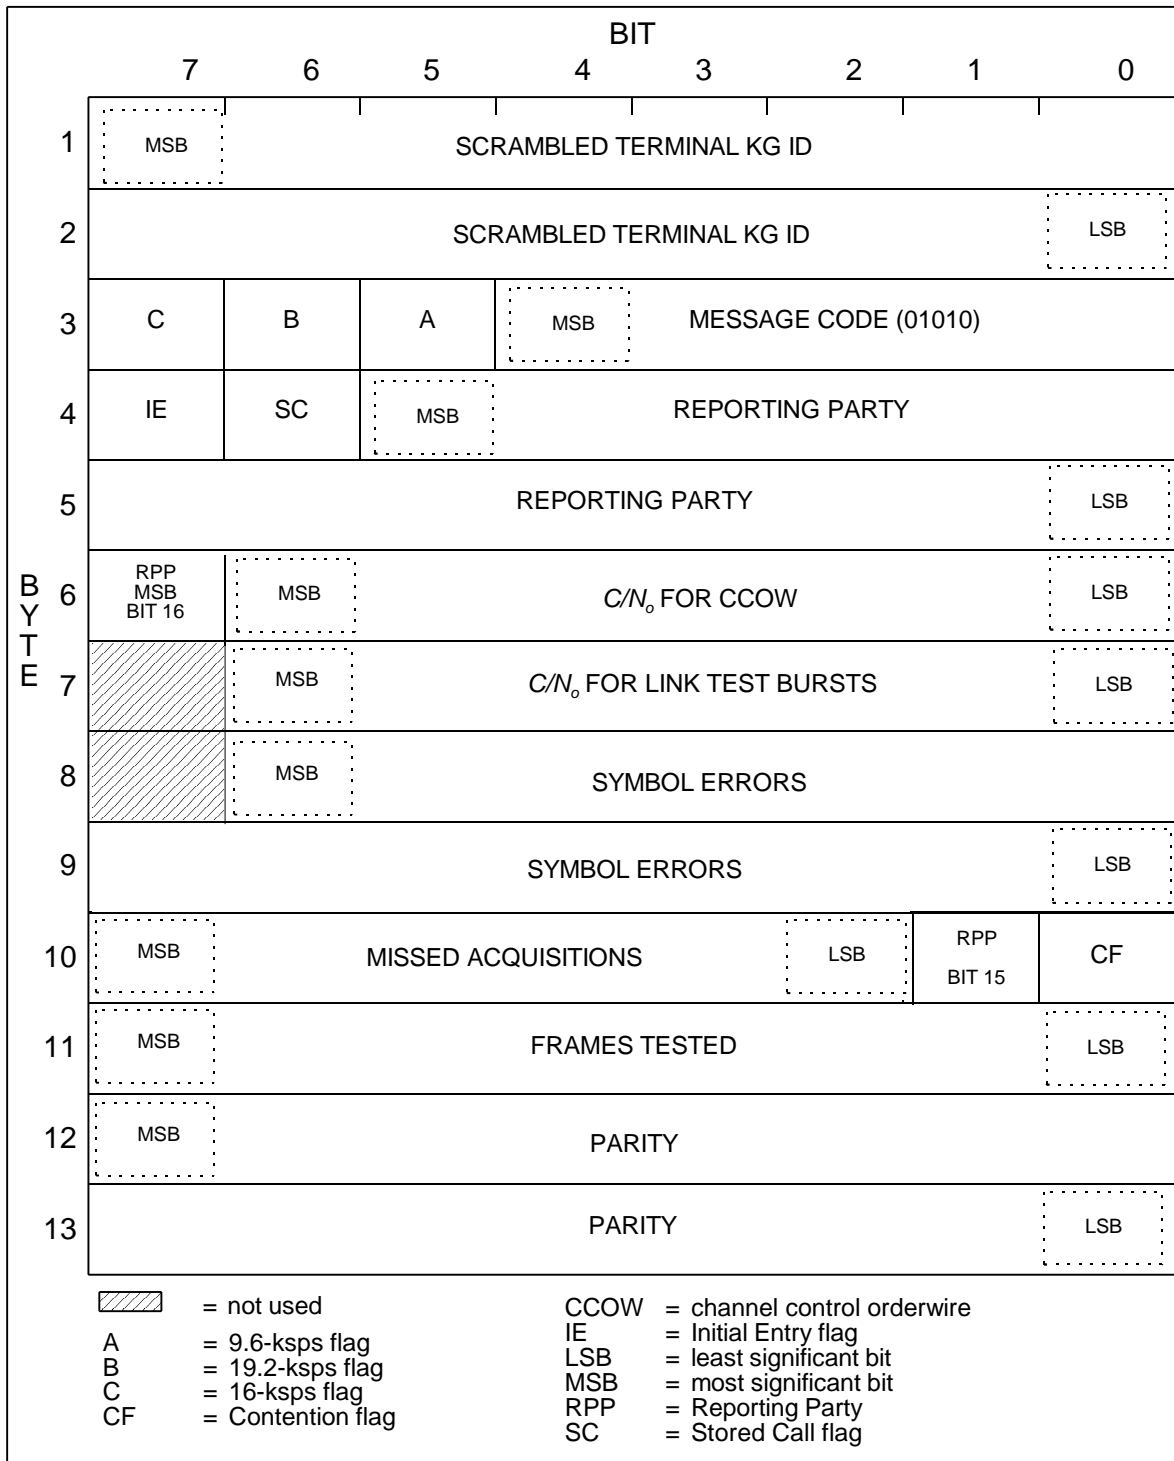 BIT
7 6 5 4 3 2 1 0
BYTE
1 MSB SCRAMBLED TERMINAL KG ID
2 SCRAMBLED TERMINAL KG ID LSB
3 C B A MSB MESSAGE CODE (01010)
4 IE SC MSB REPORTING PARTY
5 REPORTING PARTY LSB
6 RPP MSB BIT 16 MSB C/No FOR CCOW LSB
7 MSB C/No FOR LINK TEST BURSTS LSB
8 MSB SYMBOL ERRORS
9 SYMBOL ERRORS LSB
10 MSB MISSED ACQUISITIONS LSB RPP BIT 15 CF
11 MSB FRAMES TESTED LSB
12 MSB PARITY
13 PARITY LSB
= not used
A = 9.6-ksps flag
B = 19.2-ksps flag
C = 16-ksps flag
CF = Contention flag
CCOW = channel control orderwire
IE = Initial Entry flag
LSB = least significant bit
MSB = most significant bit
RPP = Reporting Party
SC = Stored Call flag